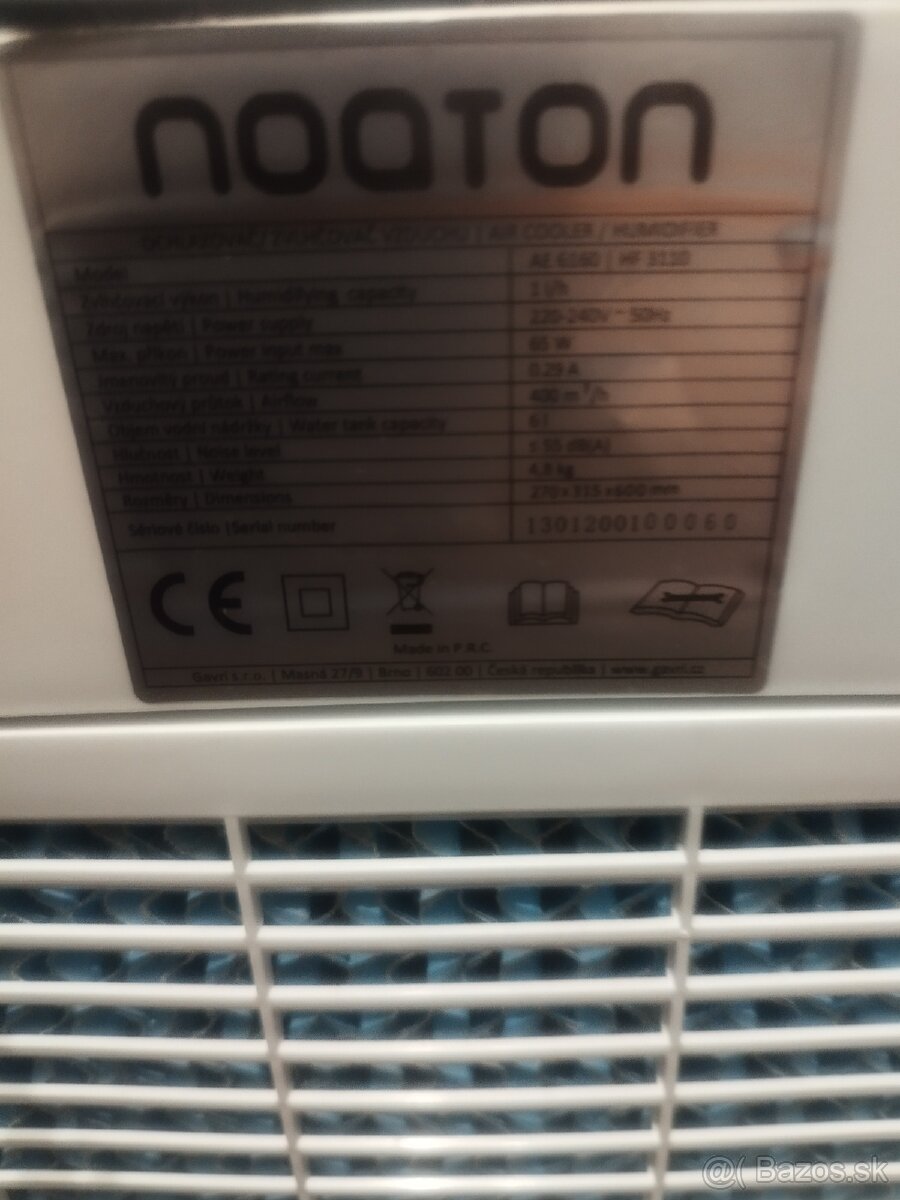 noaton
OCHLAZOVAČ / ZVLHČOVAČ VZDUCHU | AIR COOLER / HUMIDIFIER
Model AE 6160 | HF 3110
Zvlhčovací výkon | Humidifying capacity 1 l/h
Zdroj napětí | Power supply 220-240V ~ 50Hz
Max. příkon | Power input max 65 W
Jmenovitý proud | Rating current 0.29 A
Vzduchový průtok | Airflow 400 m³/h
Objem vodní nádržky | Water tank capacity 6 l
Hlučnost | Noise level ≤ 55 dB(A)
Hmotnost | Weight 4,8 kg
Rozměry | Dimensions 270 x 315 x 600 mm
Sériové číslo | Serial number 1301200100060
CE
Made in P.R.C.
Gavri s.r.o. | Masná 27/9 | Brno | 602 00 | Česká republika | www.gavri.cz
@( Bazos.sk